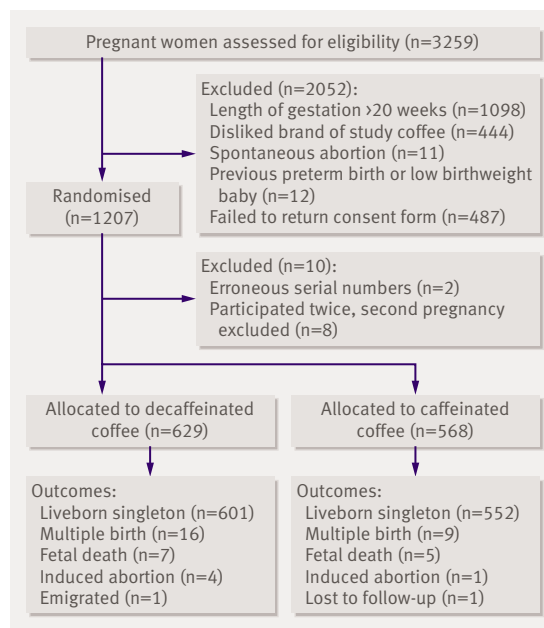 Pregnant women assessed for eligibility (n=3259)
Excluded (n=2052):
Length of gestation >20 weeks (n=1098)
Disliked brand of study coffee (n=444)
Spontaneous abortion (n=11)
Previous preterm birth or low birthweight
baby (n=12)
Failed to return consent form (n=487)
Randomised
(n=1207)
Excluded (n=10):
Erroneous serial numbers (n=2)
Participated twice, second pregnancy
excluded (n=8)
Allocated to decaffeinated
coffee (n=629)
Allocated to caffeinated
coffee (n=568)
Outcomes:
Liveborn singleton (n=601)
Multiple birth (n=16)
Fetal death (n=7)
Induced abortion (n=4)
Emigrated (n=1)
Outcomes:
Liveborn singleton (n=552)
Multiple birth (n=9)
Fetal death (n=5)
Induced abortion (n=1)
Lost to follow-up (n=1)